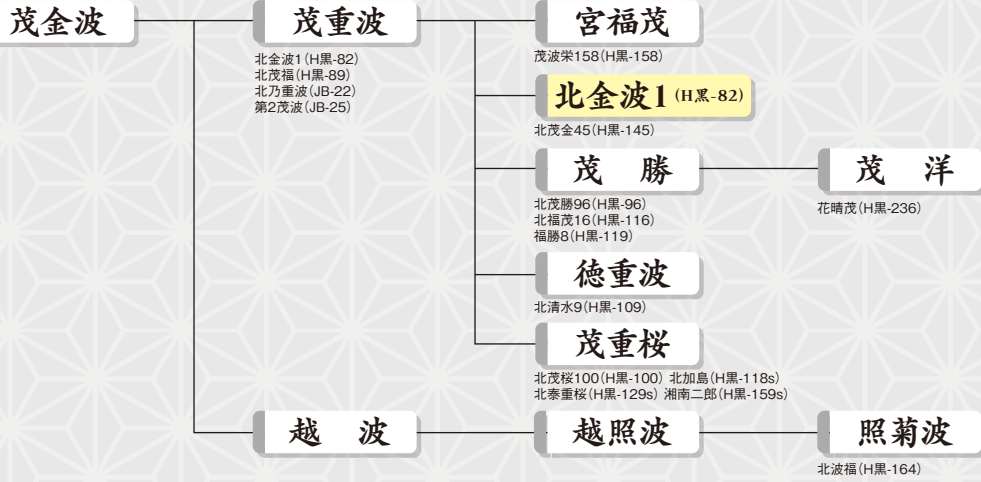 茂金波
茂重波
北金波1(H黒-82)
北茂福(H黒-89)
北乃重波(JB-22)
第2茂波(JB-25)
宮福茂
茂波栄158(H黒-158)
北金波1(H黒-82)
北茂金45(H黒-145)
茂 勝
北茂勝96(H黒-96)
北福茂16(H黒-116)
福勝8(H黒-119)
茂 洋
花晴茂(H黒-236)
徳重波
北清水9(H黒-109)
茂重桜
北茂桜100(H黒-100) 北加島(H黒-118s)
北泰重桜(H黒-129s) 湘南二郎(H黒-159s)
越 波
越照波
照菊波
北波福(H黒-164)